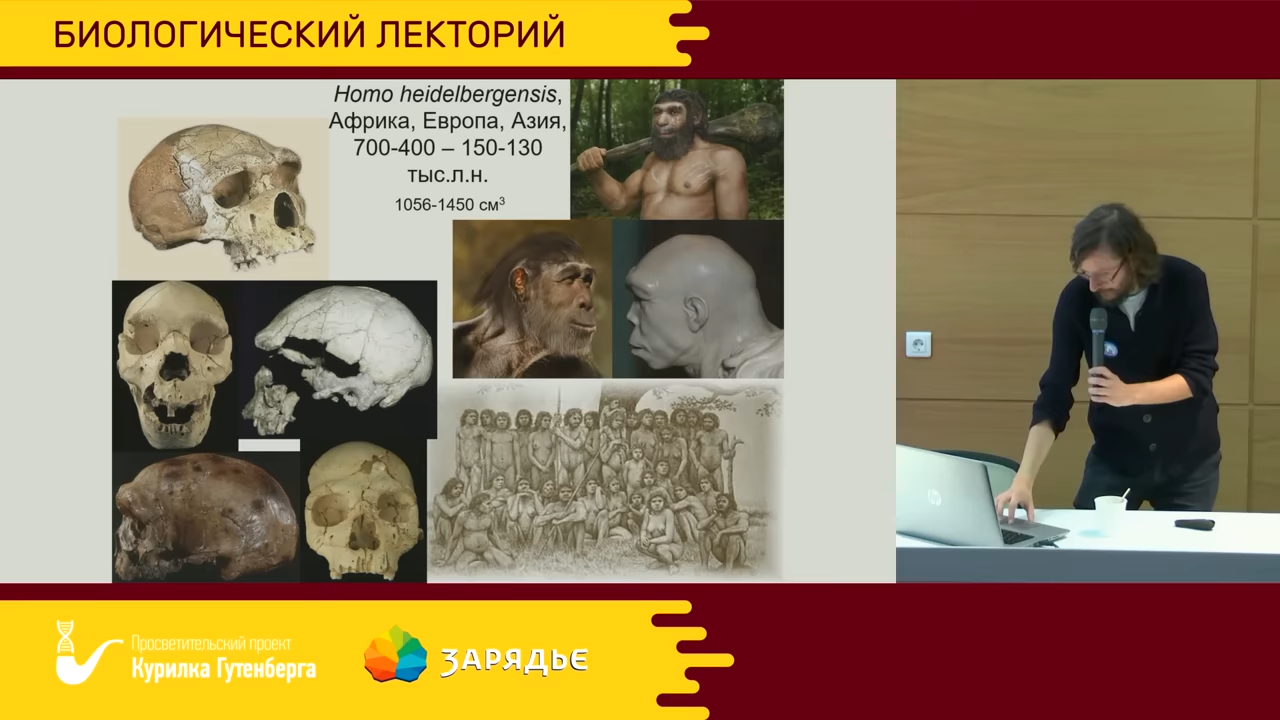 БИОЛОГИЧЕСКИЙ ЛЕКТОРИЙ
Homo heidelbergensis,
Африка, Европа, Азия,
700-400 – 150-130
тыс.л.н.
1056-1450 см³
hp
Просветительский проект
Курилка Гутенберга
ЗАРЯДЬЕ